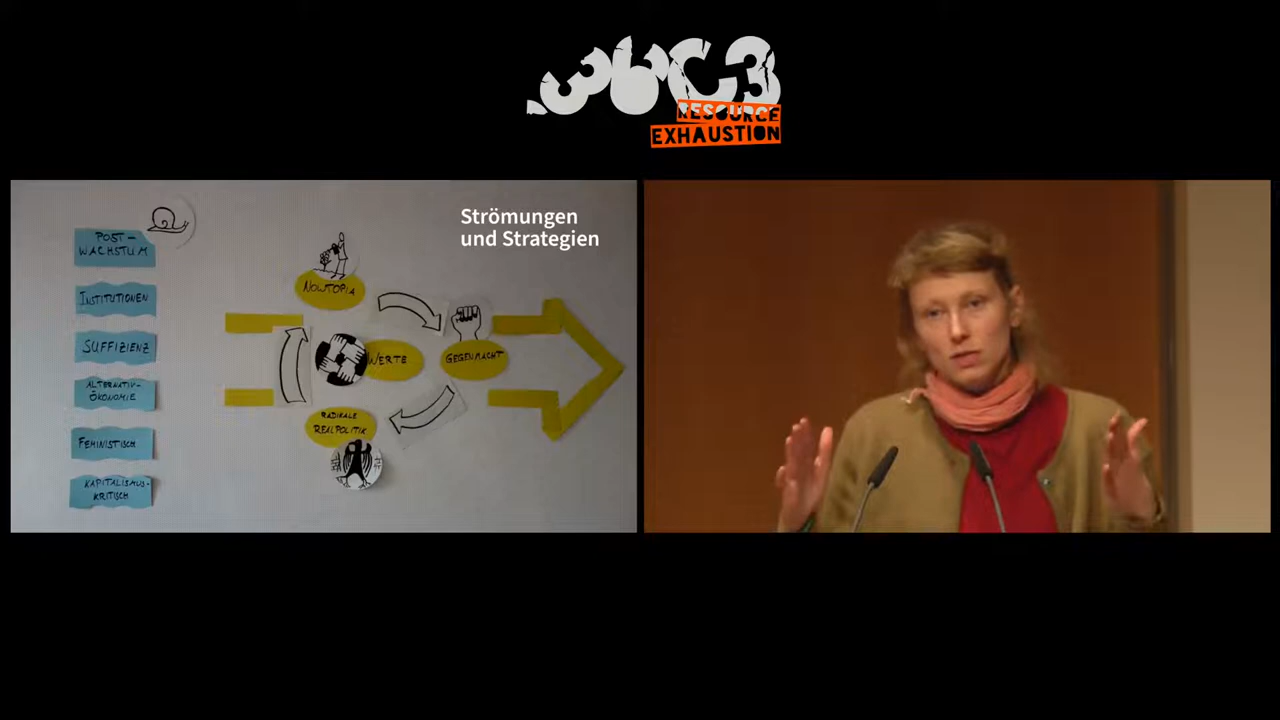 36C3
RESOURCE
EXHAUSTION
Strömungen
und Strategien
POST-
WACHSTUM
INSTITUTIONEN
SUFFIZIENZ
ALTERNATIV-
ÖKONOMIE
FEMINISTISCH
KAPITALISMUS-
KRITISCH
NOWTOPIA
WERTE
GEGENMACHT
RADIKALE
REALPOLITIK